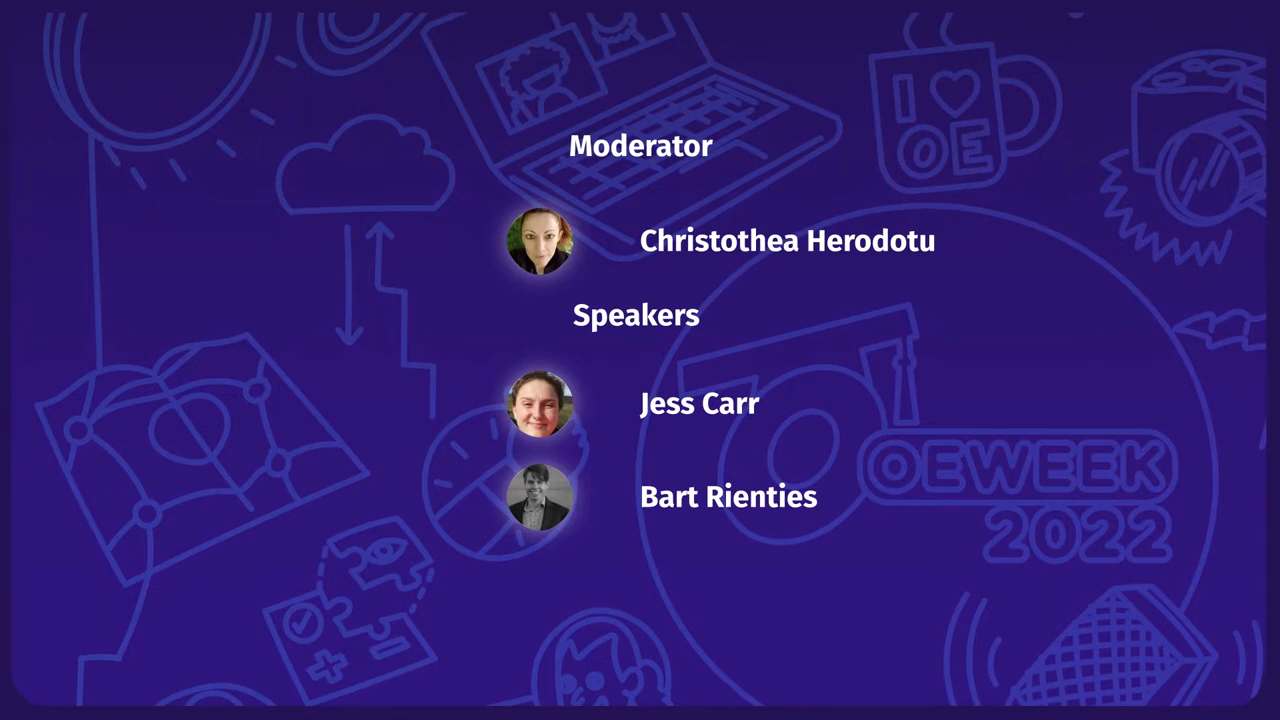 I ♥
OE
Moderator
Christothea Herodotu
Speakers
Jess Carr
Bart Rienties
OEWEEK
2022